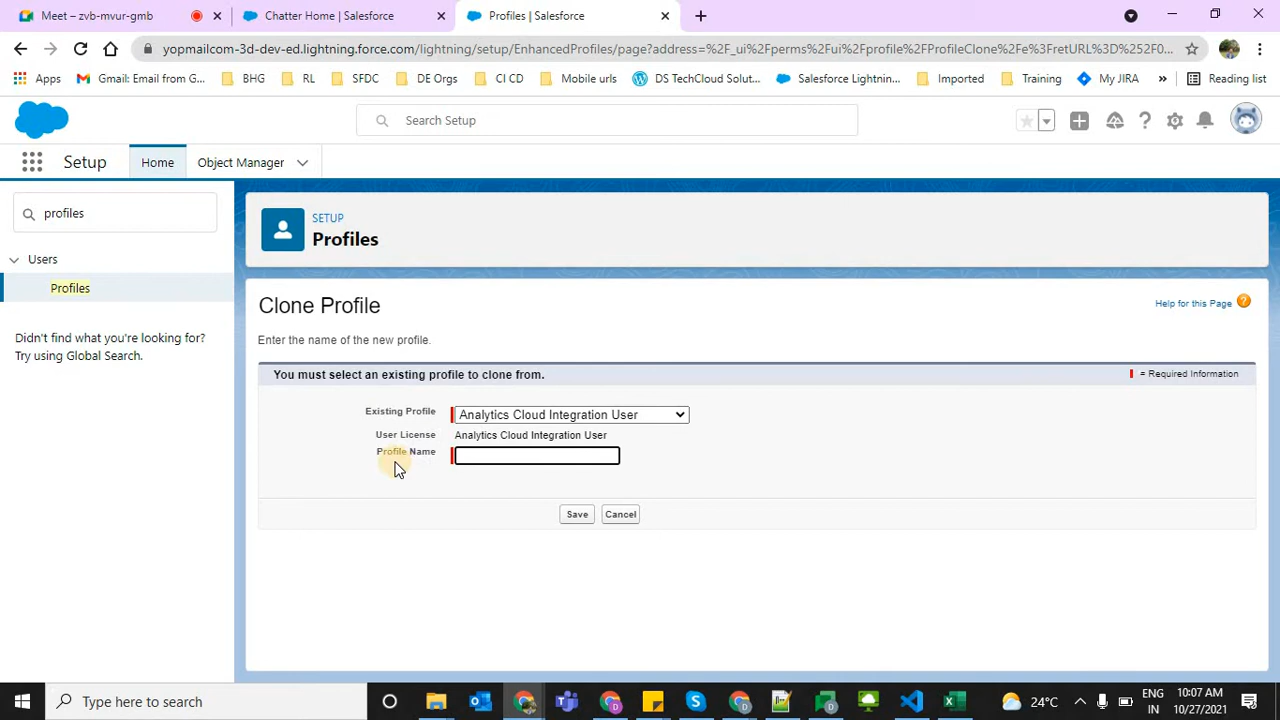 Meet – zvb-mvur-gmb
Chatter Home | Salesforce
Profiles | Salesforce
yopmailcom-3d-dev-ed.lightning.force.com/lightning/setup/EnhancedProfiles/page?address=%2F_ui%2Fperms%2Fui%2Fprofile%2FProfileClone%2Fe%3FretURL%3D%252F0...
Apps
Gmail: Email from G...
BHG
RL
SFDC
DE Orgs
CI CD
Mobile urls
DS TechCloud Solut...
Salesforce Lightnin...
Imported
Training
My JIRA
»
Reading list
Search Setup
Setup
Home
Object Manager
profiles
Users
Profiles
Didn't find what you're looking for?
Try using Global Search.
SETUP
Profiles
Clone Profile
Help for this Page
Enter the name of the new profile.
You must select an existing profile to clone from.
= Required Information
Existing Profile
Analytics Cloud Integration User
User License
Analytics Cloud Integration User
Profile Name
Save
Cancel
Type here to search
24°C
ENG
IN
10:07 AM
10/27/2021